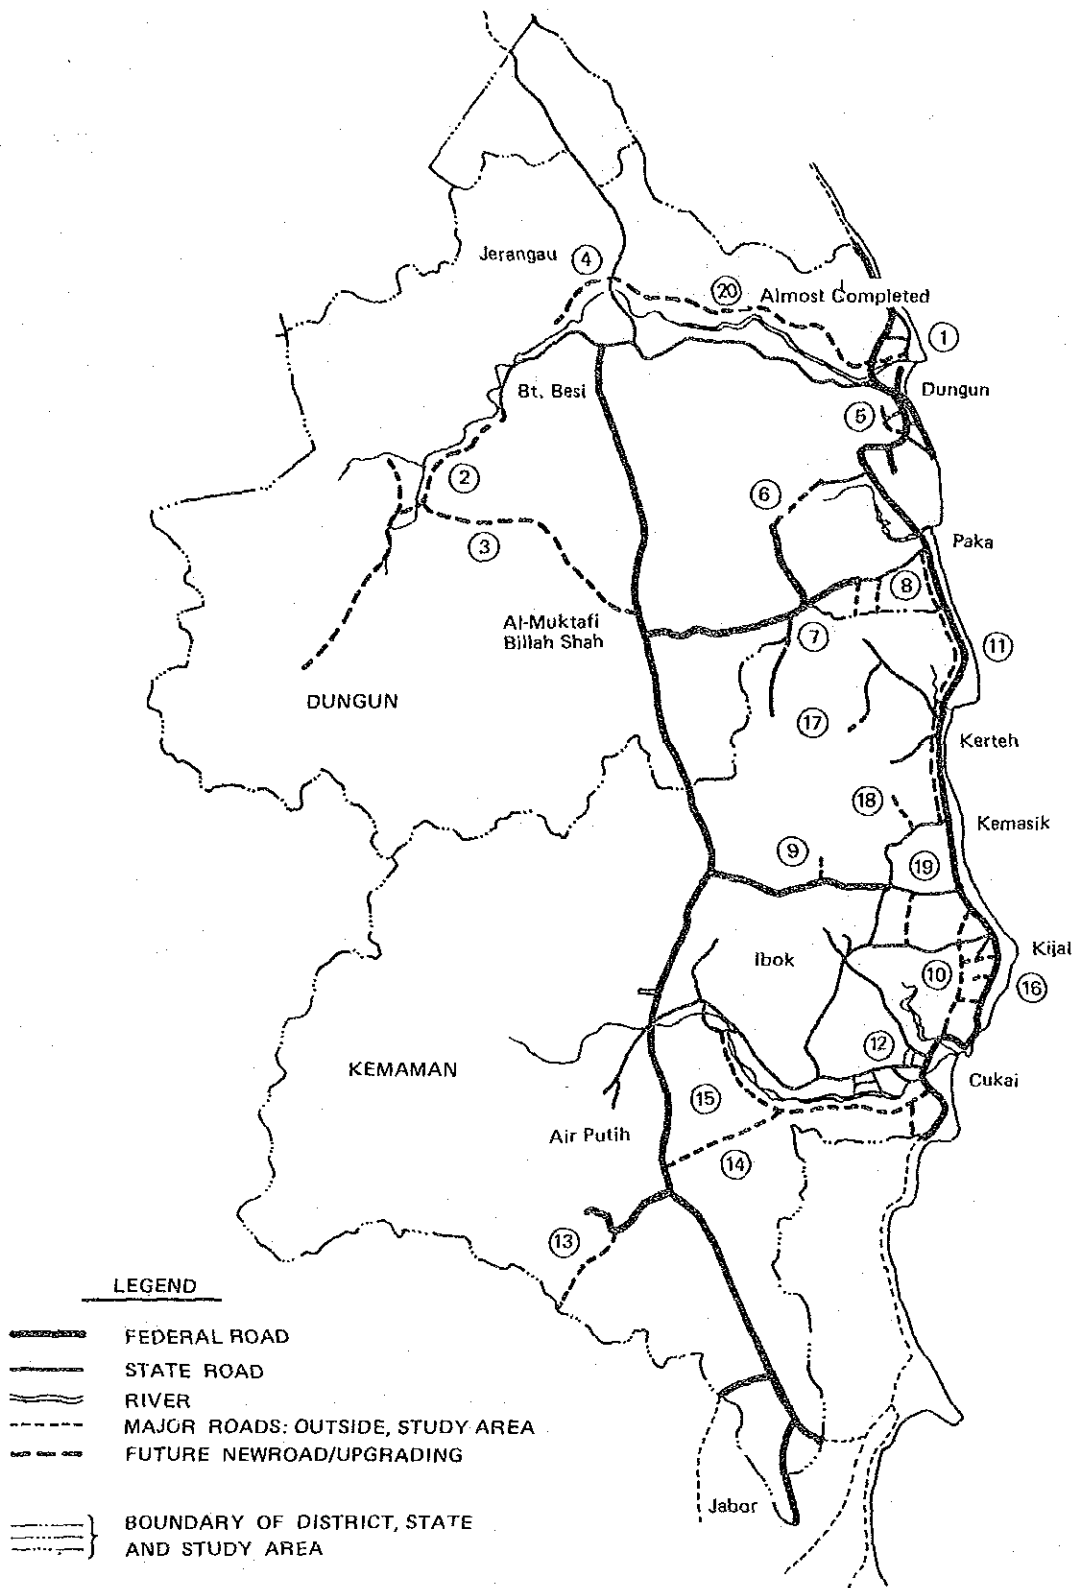 Jerangau
4
20
Almost Completed
1
Dungun
Bt. Besi
5
2
6
3
Paka
8
Al-Muktafi
Billah Shah
7
11
DUNGUN
17
Kerteh
18
Kemasik
9
19
Ibok
10
Kijal
16
12
KEMAMAN
Cukai
15
Air Putih
14
13
LEGEND
FEDERAL ROAD
STATE ROAD
RIVER
MAJOR ROADS: OUTSIDE, STUDY AREA
FUTURE NEWROAD/UPGRADING
Jabor
BOUNDARY OF DISTRICT, STATE
AND STUDY AREA